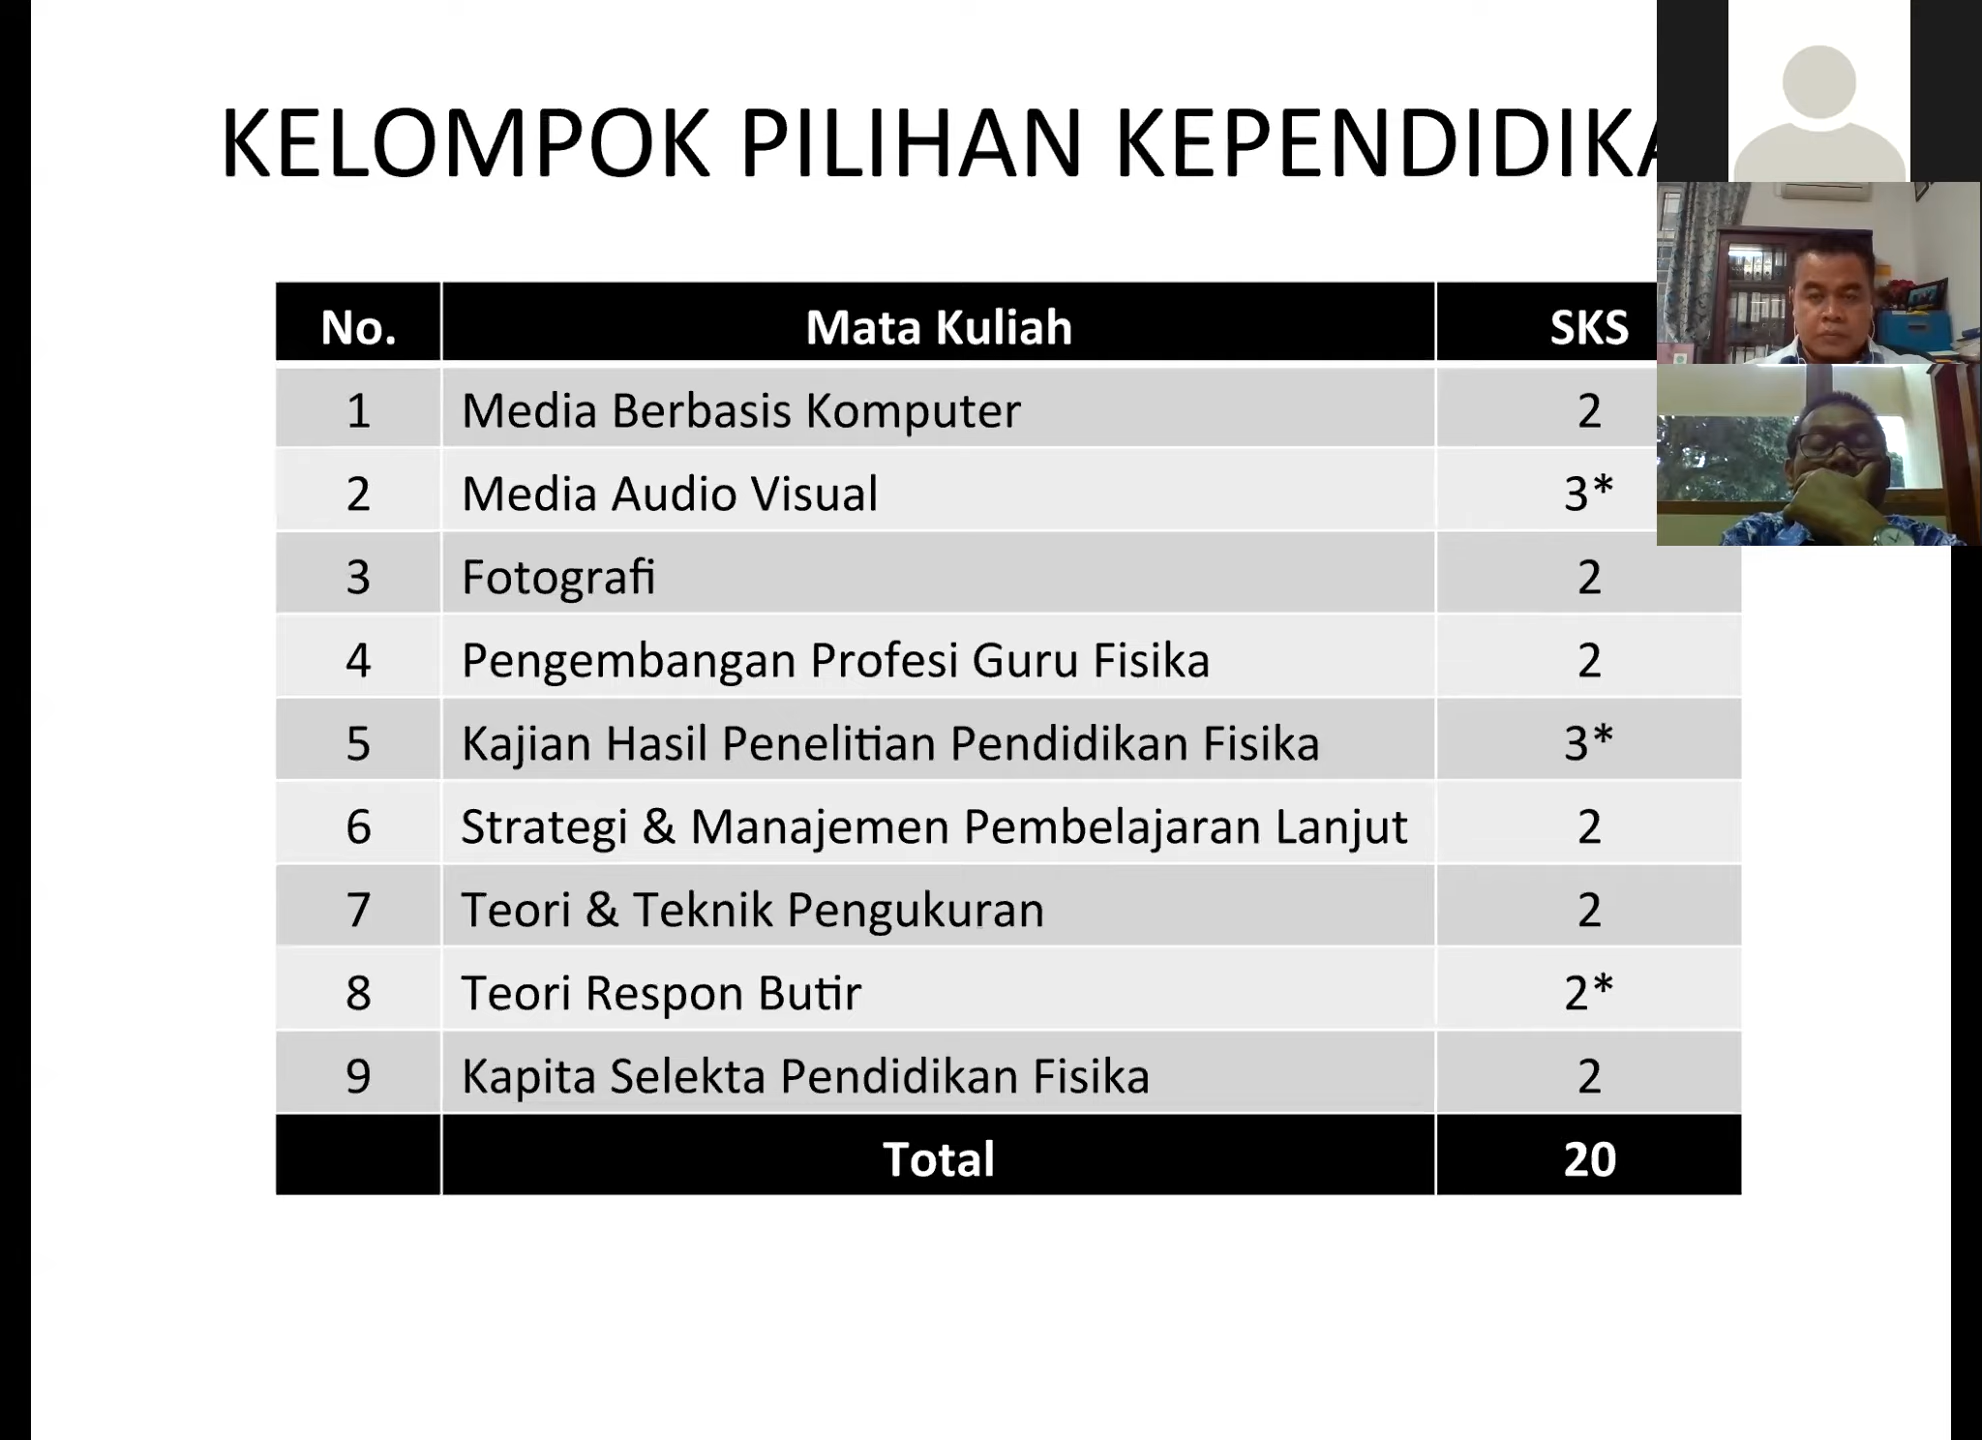 KELOMPOK PILIHAN KEPENDIDIKA
No. Mata Kuliah SKS
1 Media Berbasis Komputer 2
2 Media Audio Visual 3*
3 Fotografi 2
4 Pengembangan Profesi Guru Fisika 2
5 Kajian Hasil Penelitian Pendidikan Fisika 3*
6 Strategi & Manajemen Pembelajaran Lanjut 2
7 Teori & Teknik Pengukuran 2
8 Teori Respon Butir 2*
9 Kapita Selekta Pendidikan Fisika 2
Total 20